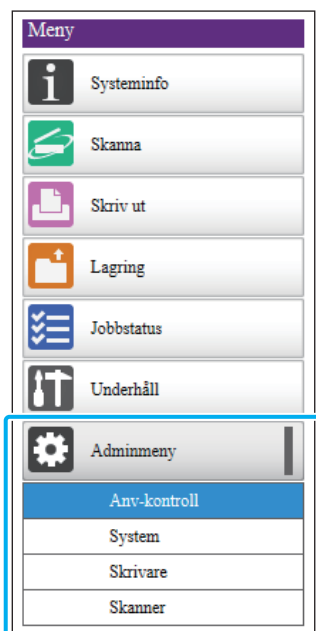 Meny
Systeminfo
Skanna
Skriv ut
Lagring
Jobbstatus
Underhåll
Adminmeny
Anv-kontroll
System
Skrivare
Skanner